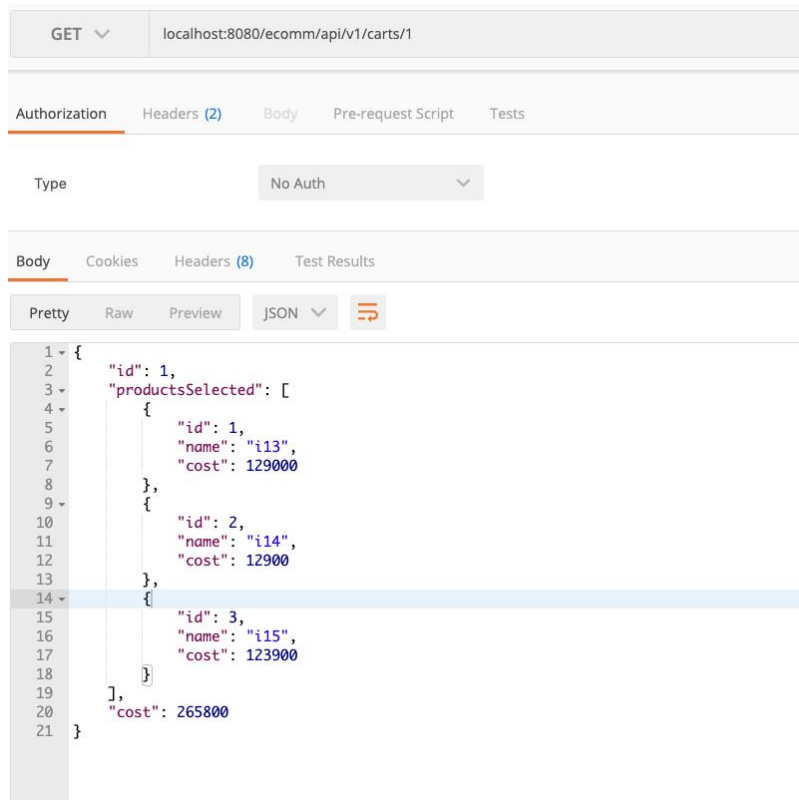 GET localhost:8080/ecomm/api/v1/carts/1
Authorization Headers (2) Body Pre-request Script Tests
Type No Auth
Body Cookies Headers (8) Test Results
Pretty Raw Preview JSON
1 {
2 "id": 1,
3 "productsSelected": [
4 {
5 "id": 1,
6 "name": "i13",
7 "cost": 129000
8 },
9 {
10 "id": 2,
11 "name": "i14",
12 "cost": 12900
13 },
14 {
15 "id": 3,
16 "name": "i15",
17 "cost": 123900
18 }
19 ],
20 "cost": 265800
21 }